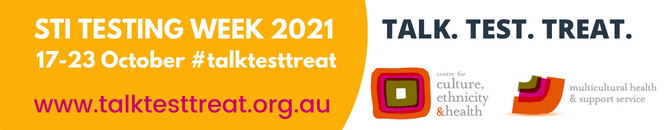 STI TESTING WEEK 2021
17-23 October #talktesttreat
www.talktesttreat.org.au
TALK. TEST. TREAT.
centre for
culture,
ethnicity
&health
multicultural health
& support service